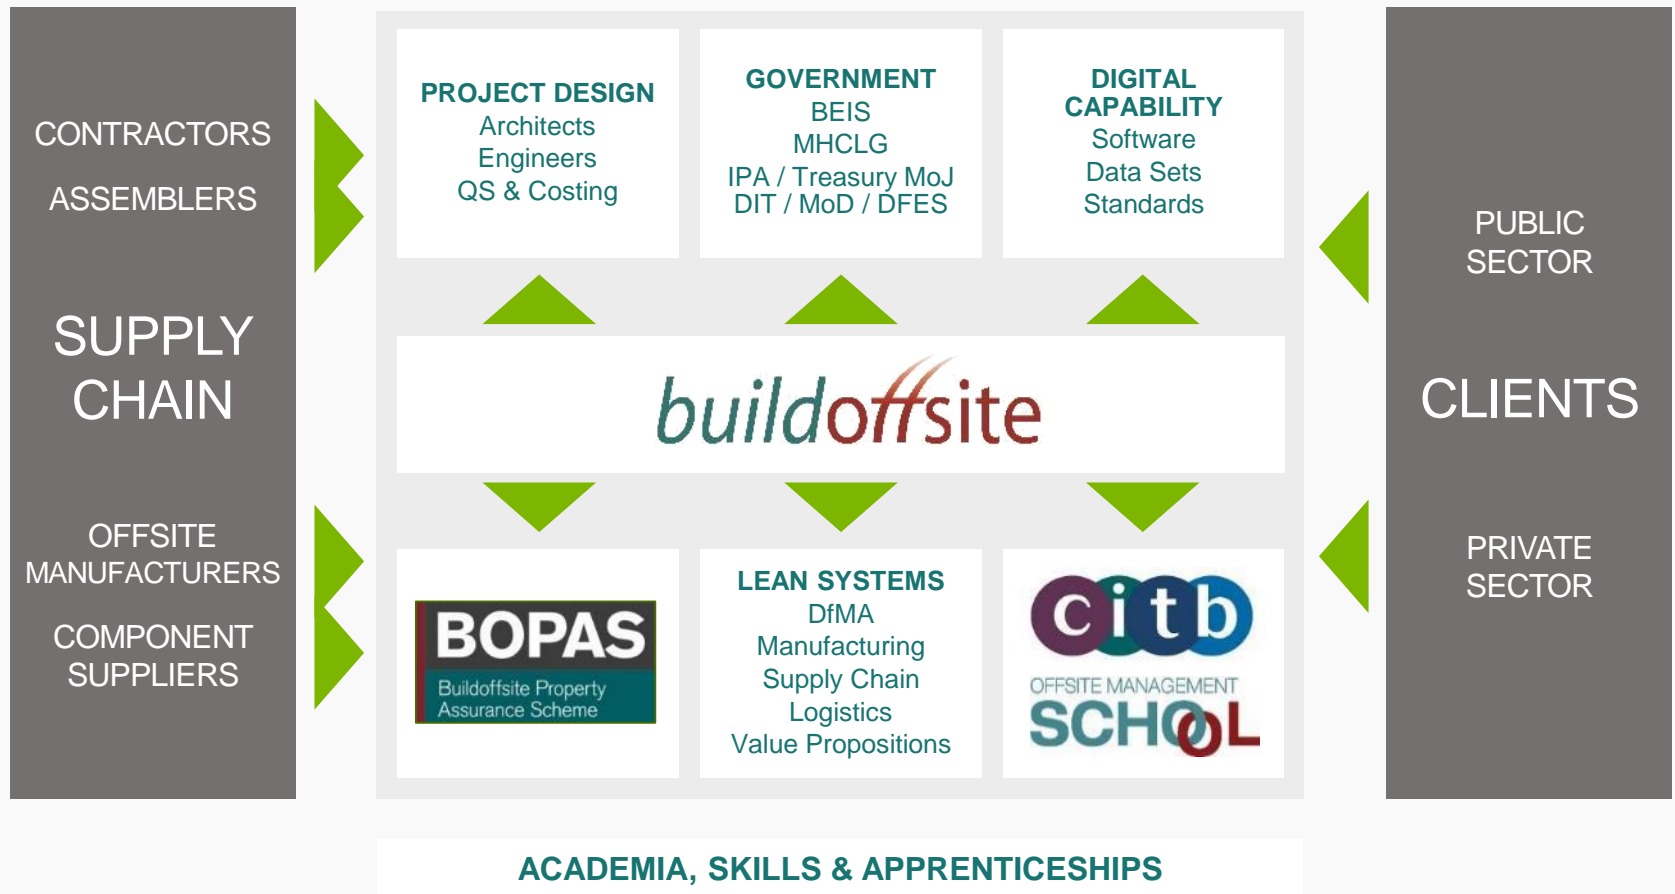 CONTRACTORS
ASSEMBLERS
SUPPLY
CHAIN
OFFSITE
MANUFACTURERS
COMPONENT
SUPPLIERS
PROJECT DESIGN
Architects
Engineers
QS & Costing
GOVERNMENT
BEIS
MHCLG
IPA / Treasury MoJ
DIT / MoD / DFES
DIGITAL
CAPABILITY
Software
Data Sets
Standards
buildoffsite
BOPAS
Buildoffsite Property
Assurance Scheme
LEAN SYSTEMS
DfMA
Manufacturing
Supply Chain
Logistics
Value Propositions
citb
OFFSITE MANAGEMENT
SCHOOL
PUBLIC
SECTOR
CLIENTS
PRIVATE
SECTOR
ACADEMIA, SKILLS & APPRENTICESHIPS